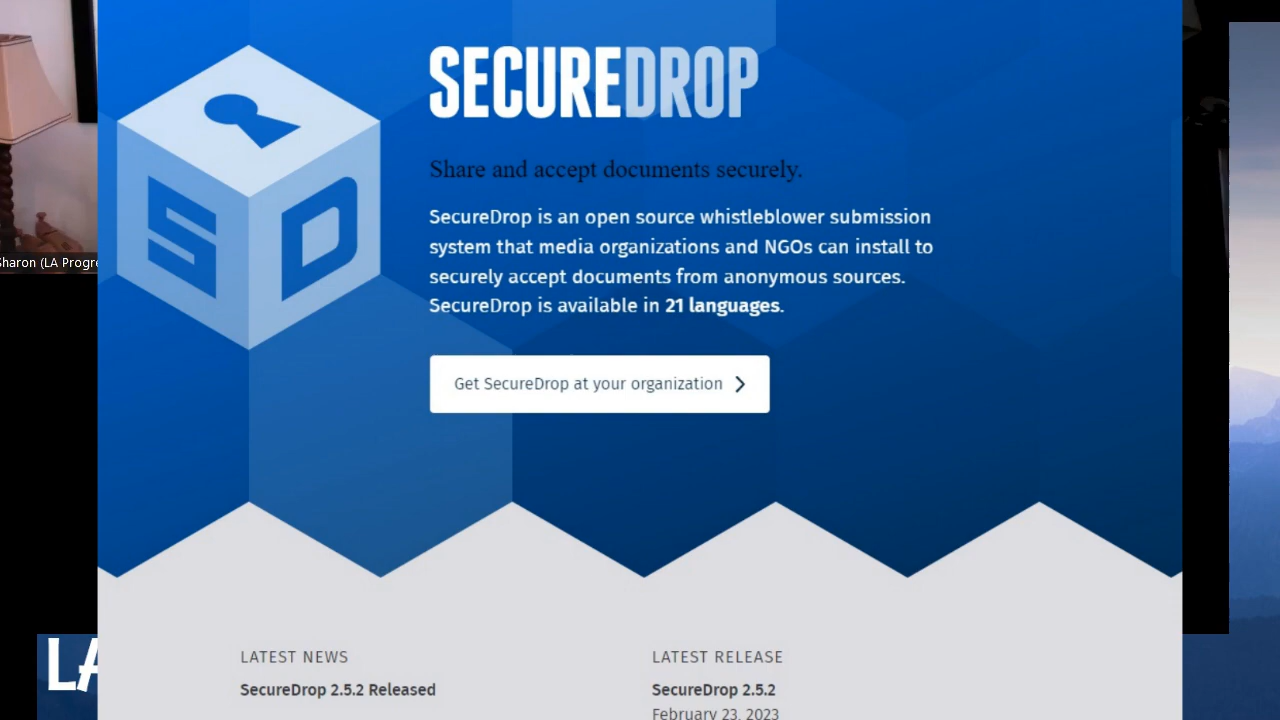 SECUREDROP
SD
Share and accept documents securely.
SecureDrop is an open source whistleblower submission
system that media organizations and NGOs can install to
securely accept documents from anonymous sources.
SecureDrop is available in 21 languages.
Sharon (LA Progre
Get SecureDrop at your organization
LATEST NEWS
SecureDrop 2.5.2 Released
LATEST RELEASE
SecureDrop 2.5.2
February 23, 2023
LA